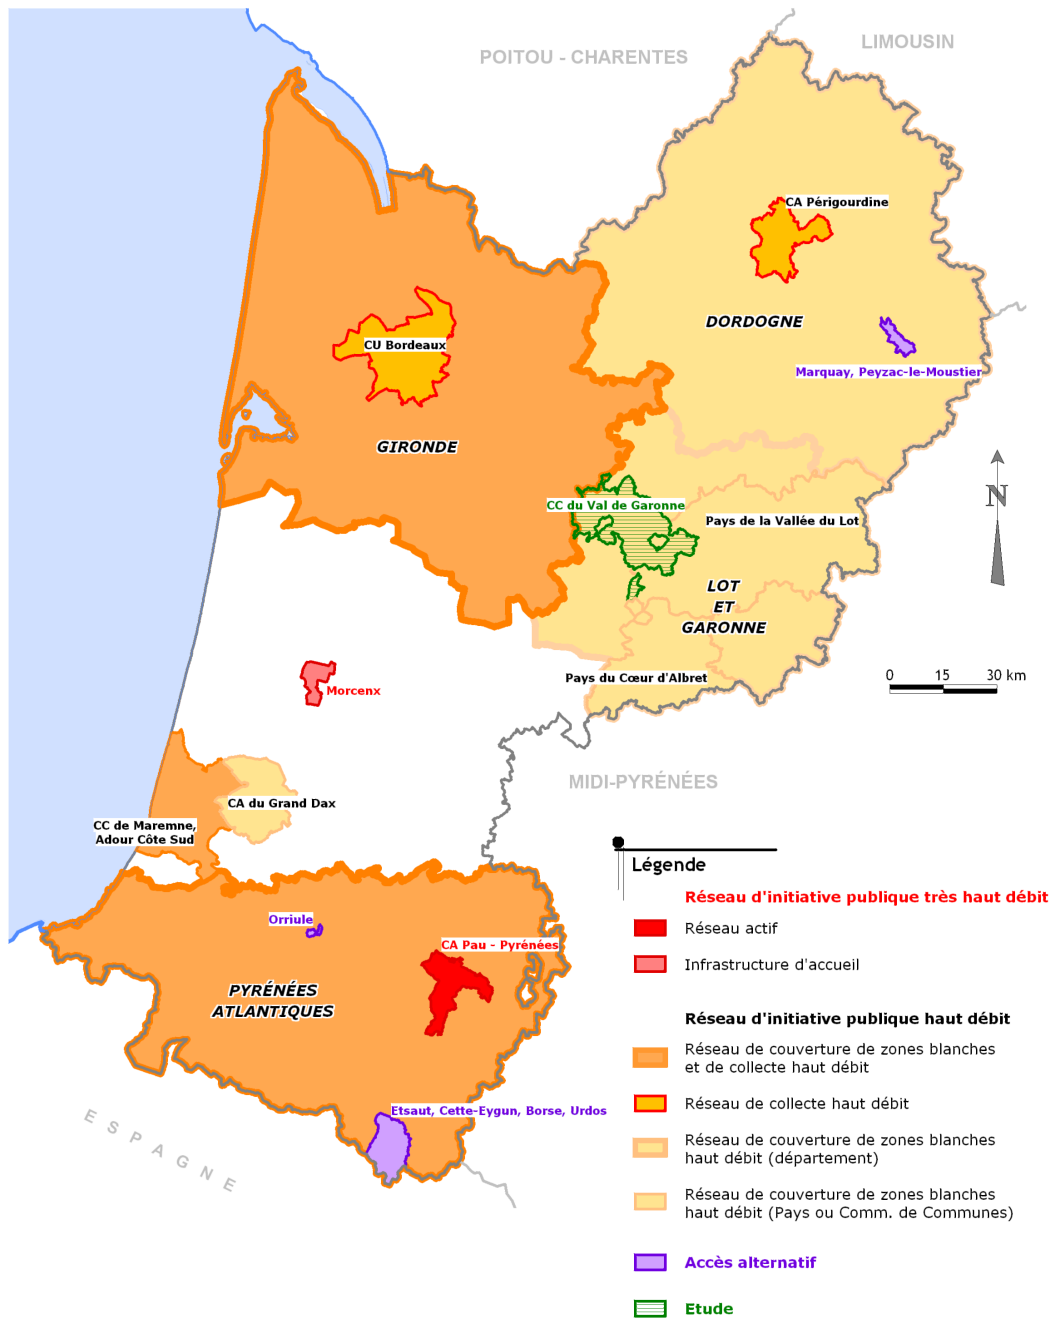 LIMOUSIN
POITOU - CHARENTES
CA Périgourdine
DORDOGNE
CU Bordeaux
Marquay, Peyzac-le-Moustier
GIRONDE
N
CC du Val de Garonne
Pays de la Vallée du Lot
LOT
ET
GARONNE
Pays du Cœur d'Albret
0 15 30 km
Morcenx
MIDI-PYRÉNÉES
CA du Grand Dax
CC de Maremne,
Adour Côte Sud
Orriule
CA Pau - Pyrénées
PYRÉNÉES
ATLANTIQUES
Etsaut, Cette-Eygun, Borse, Urdos
ESPAGNE
Légende
Réseau d'initiative publique très haut débit
Réseau actif
Infrastructure d'accueil
Réseau d'initiative publique haut débit
Réseau de couverture de zones blanches
et de collecte haut débit
Réseau de collecte haut débit
Réseau de couverture de zones blanches
haut débit (département)
Réseau de couverture de zones blanches
haut débit (Pays ou Comm. de Communes)
Accès alternatif
Etude